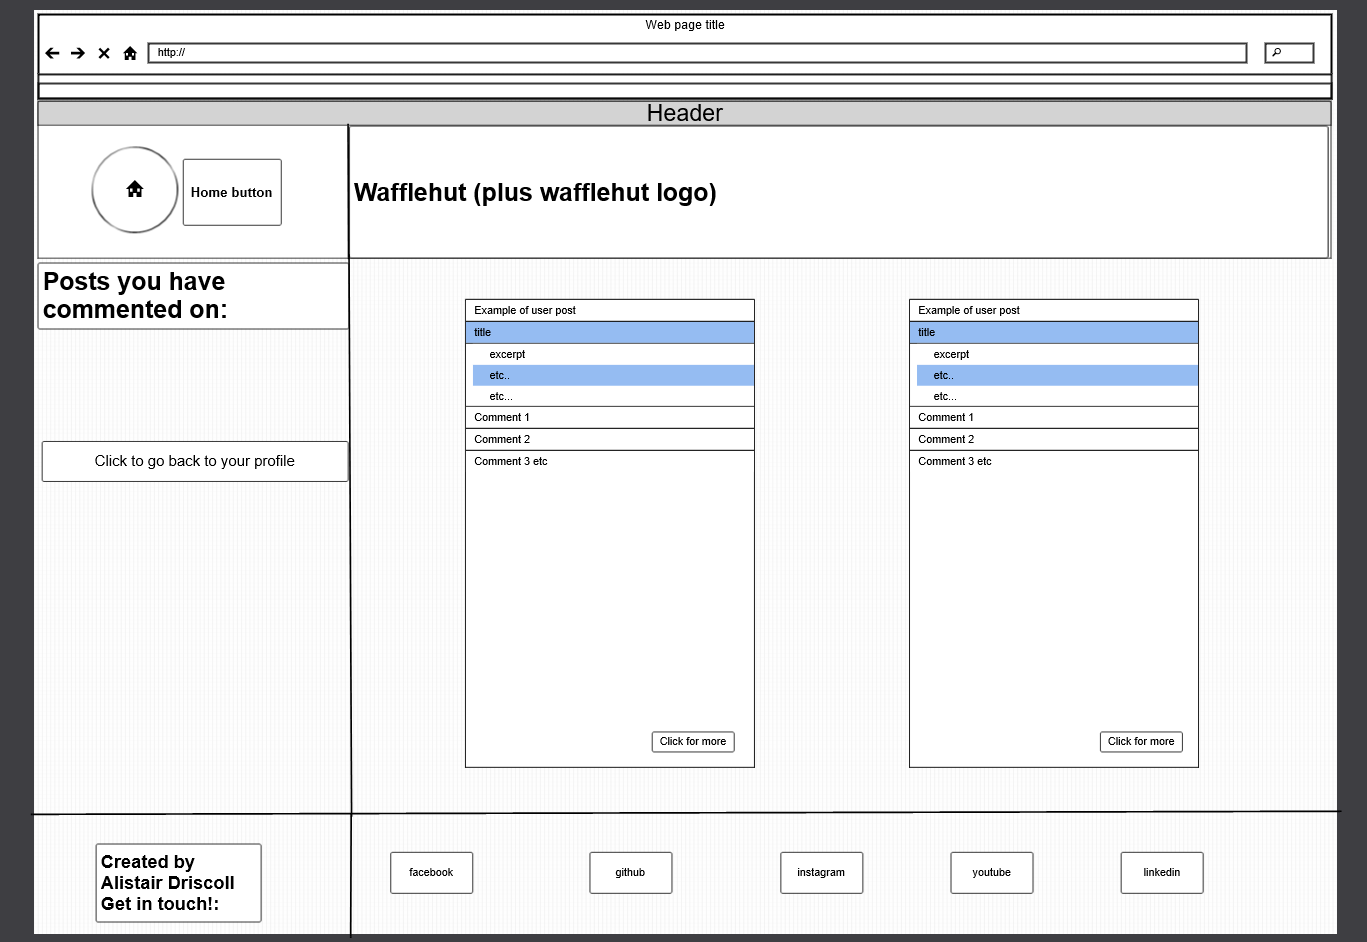 Web page title
http://
Header
Home button
Wafflehut (plus wafflehut logo)
Posts you have
commented on:
Click to go back to your profile
Example of user post
title
excerpt
etc..
etc...
Comment 1
Comment 2
Comment 3 etc
Click for more
Example of user post
title
excerpt
etc..
etc...
Comment 1
Comment 2
Comment 3 etc
Click for more
Created by
Alistair Driscoll
Get in touch!:
facebook
github
instagram
youtube
linkedin